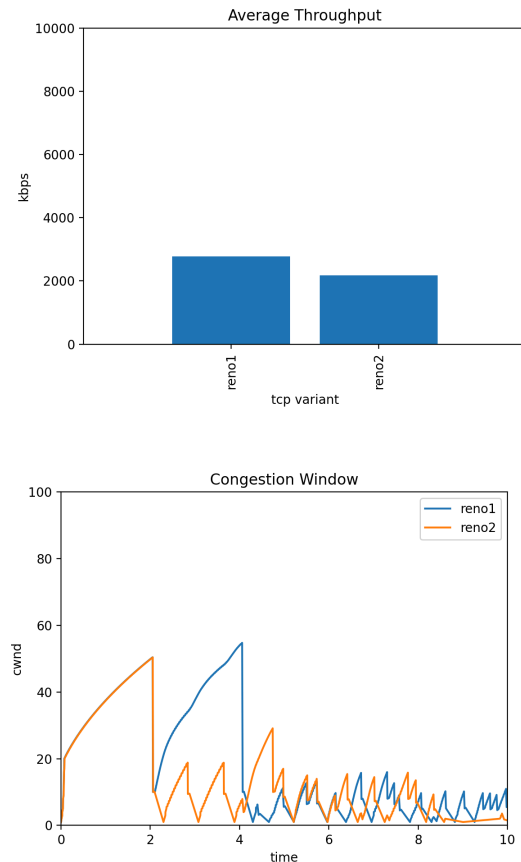 Average Throughput
10000
8000
6000
4000
2000
0
kbps
reno1
reno2
tcp variant
Congestion Window
100
80
60
40
20
0
cwnd
reno1
reno2
0
2
4
6
8
10
time